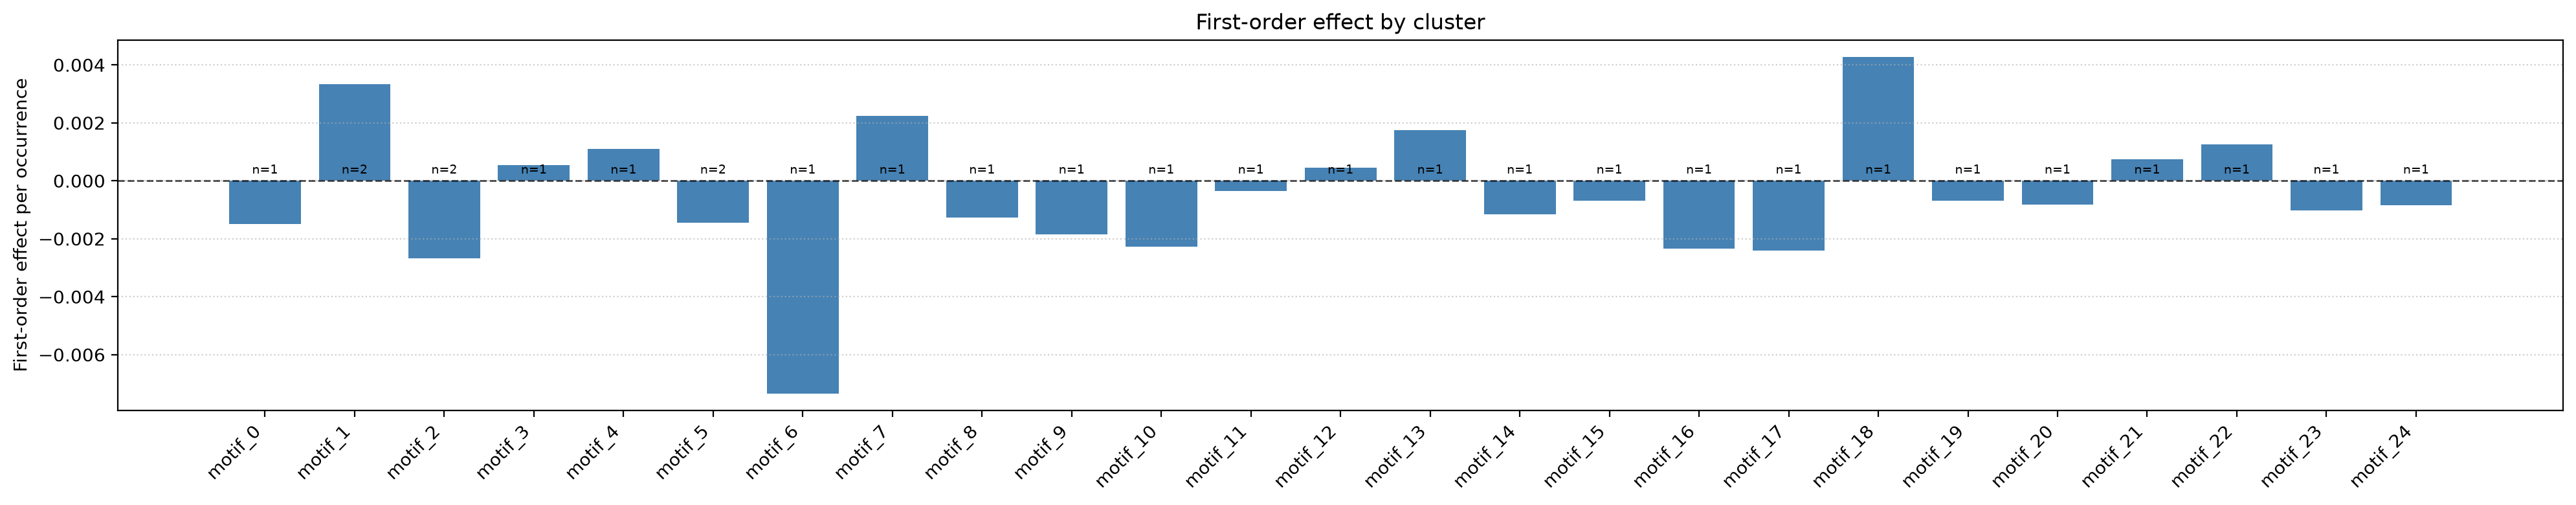 First-order effect by cluster
First-order effect per occurrence
0.004
0.002
0.000
−0.002
−0.004
−0.006
n=1 n=2 n=2 n=1 n=1 n=2 n=1 n=1 n=1 n=1 n=1 n=1 n=1 n=1 n=1 n=1 n=1 n=1 n=1 n=1 n=1 n=1 n=1 n=1 n=1
motif_0 motif_1 motif_2 motif_3 motif_4 motif_5 motif_6 motif_7 motif_8 motif_9 motif_10 motif_11 motif_12 motif_13 motif_14 motif_15 motif_16 motif_17 motif_18 motif_19 motif_20 motif_21 motif_22 motif_23 motif_24